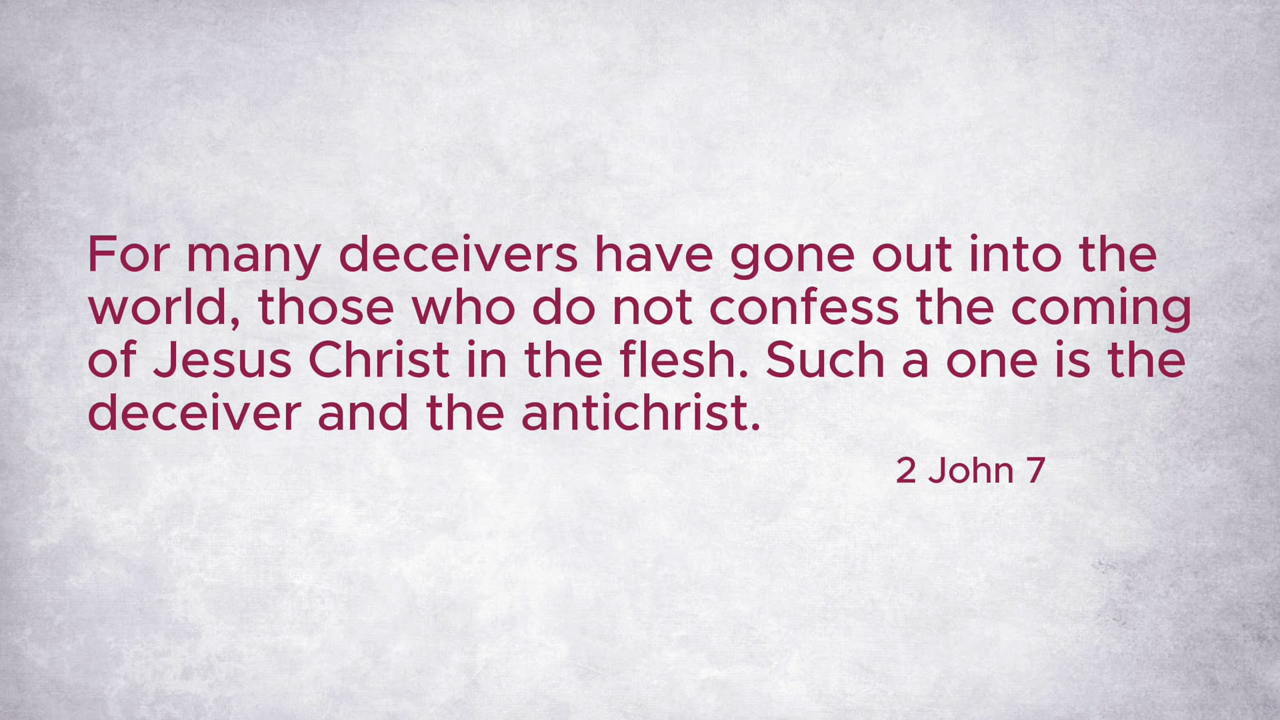 For many deceivers have gone out into the
world, those who do not confess the coming
of Jesus Christ in the flesh. Such a one is the
deceiver and the antichrist.
2 John 7